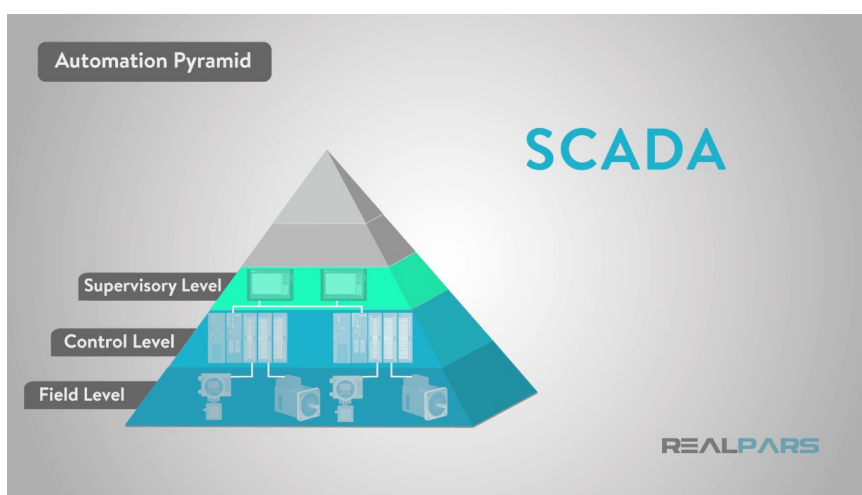 Automation Pyramid
SCADA
Supervisory Level
Control Level
Field Level
REALPARS